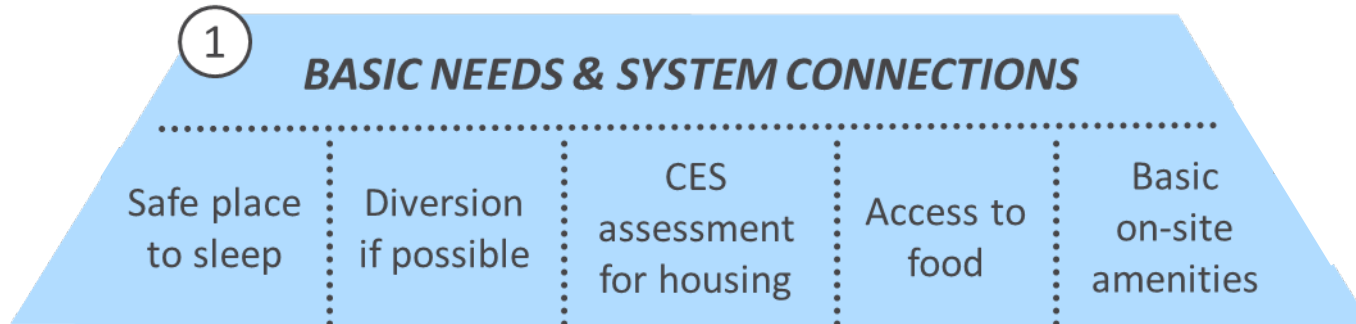 1
BASIC NEEDS & SYSTEM CONNECTIONS
Safe place
to sleep
Diversion
if possible
CES
assessment
for housing
Access to
food
Basic
on-site
amenities